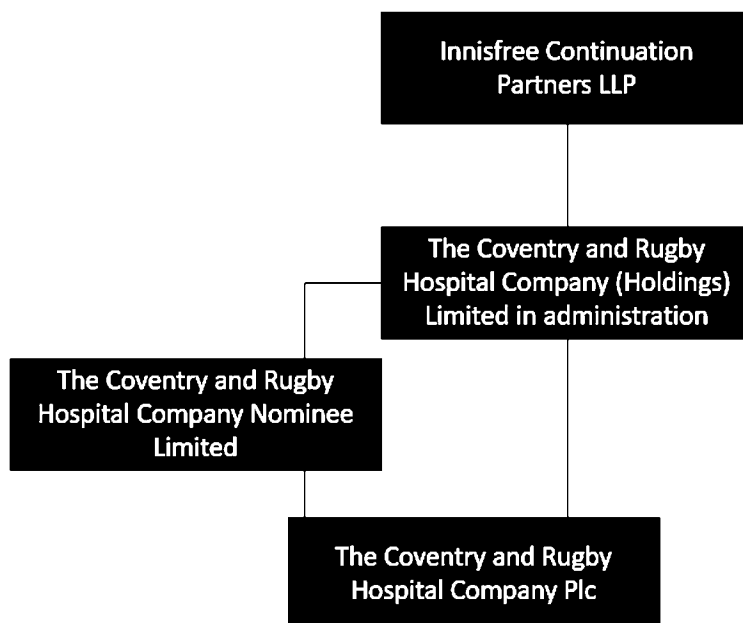 Innisfree Continuation
Partners LLP
The Coventry and Rugby
Hospital Company (Holdings)
Limited in administration
The Coventry and Rugby
Hospital Company Nominee
Limited
The Coventry and Rugby
Hospital Company Plc